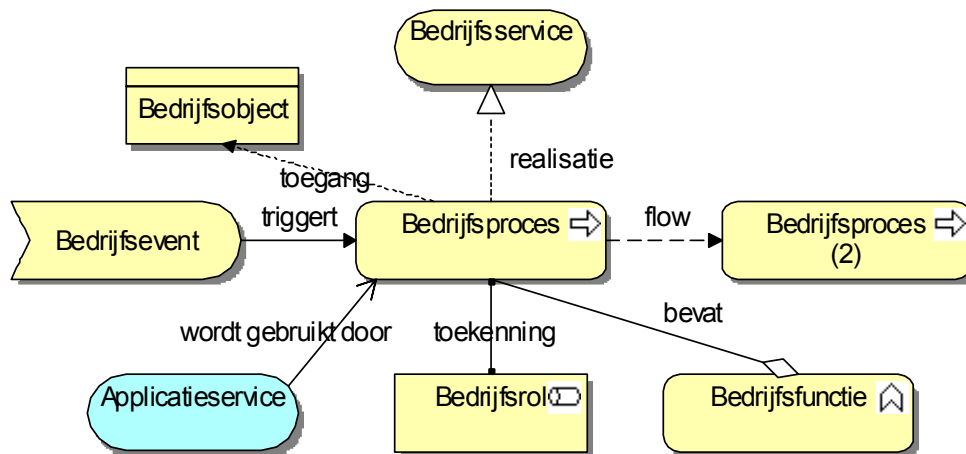 Bedrijfsservice
Bedrijfsobject
realisatie
toegang
triggert
Bedrijfsevent
Bedrijfsproces
flow
Bedrijfsproces
(2)
wordt gebruikt door
toekenning
bevat
Applicatieservice
Bedrijfsrol
Bedrijfsfunctie